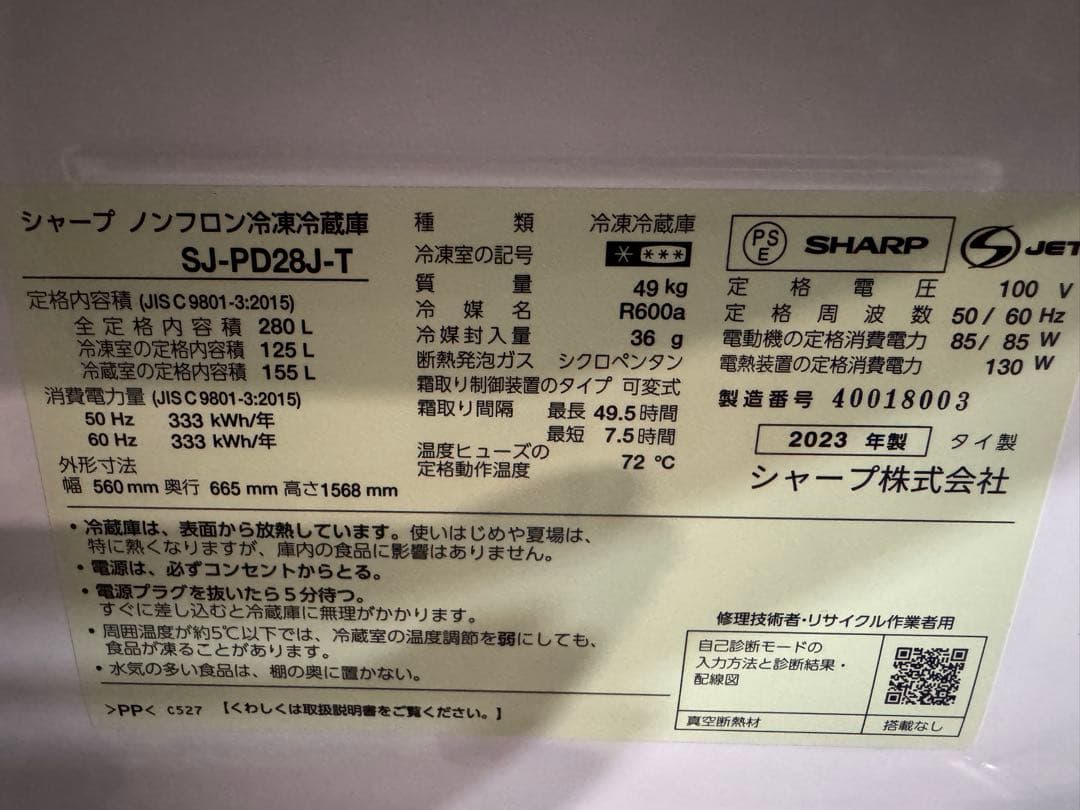 シャープ ノンフロン冷凍冷蔵庫
SJ-PD28J-T
定格内容積 (JIS C 9801-3:2015)
全定格内容積 280 L
冷凍室の定格内容積 125 L
冷蔵室の定格内容積 155 L
消費電力量 (JIS C 9801-3:2015)
50 Hz 333 kWh/年
60 Hz 333 kWh/年
外形寸法
幅 560 mm 奥行 665 mm 高さ1568 mm
種類 冷凍冷蔵庫
冷凍室の記号 * ***
質量 49 kg
冷媒名 R600a
冷媒封入量 36 g
断熱発泡ガス シクロペンタン
霜取り制御装置のタイプ 可変式
霜取り間隔 最長 49.5時間
最短 7.5時間
温度ヒューズの
定格動作温度 72 ℃
PS
E
SHARP
JET
定格電圧 100 V
定格周波数 50 / 60 Hz
電動機の定格消費電力 85/ 85 W
電熱装置の定格消費電力 130 W
製造番号 40018003
2023 年製 タイ製
シャープ株式会社
・冷蔵庫は、表面から放熱しています。使いはじめや夏場は、
特に熱くなりますが、庫内の食品に影響はありません。
・電源は、必ずコンセントからとる。
・電源プラグを抜いたら5分待つ。
すぐに差し込むと冷蔵庫に無理がかかります。
・周囲温度が約5℃以下では、冷蔵室の温度調節を弱にしても、
食品が凍ることがあります。
・水気の多い食品は、棚の奥に置かない。
>PP< C527 【くわしくは取扱説明書をご覧ください。】
修理技術者・リサイクル作業者用
自己診断モードの
入力方法と診断結果・
配線図
真空断熱材 搭載なし